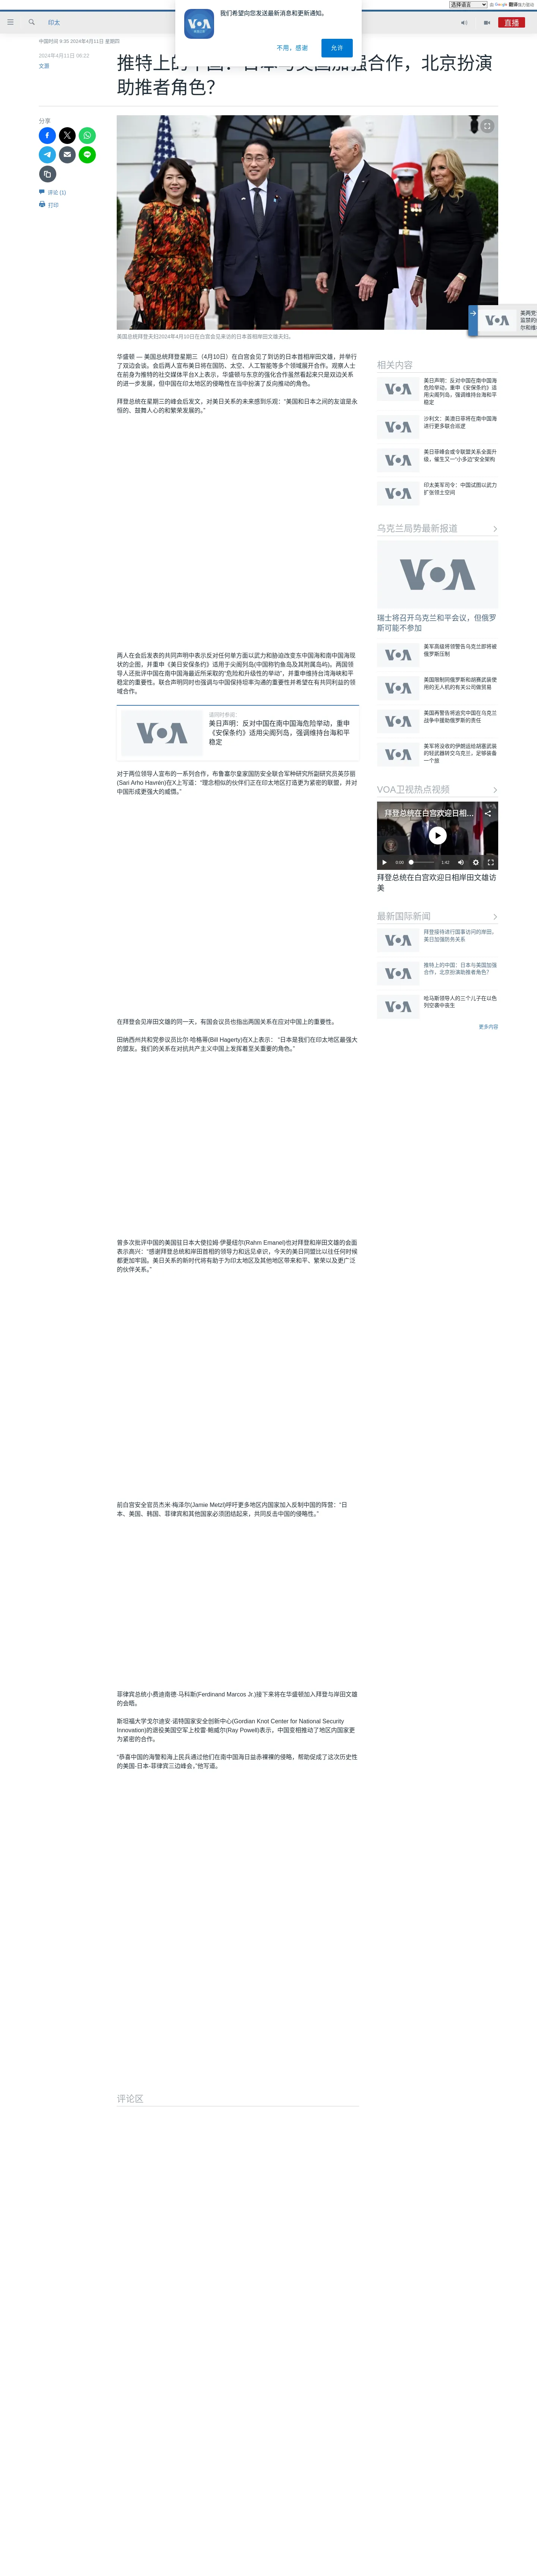 选择语言
由 Google 翻译强力驱动
印太
直播
我们希望向您发送最新消息和更新通知。
不用，感谢
允许
中国时间 9:35 2024年4月11日 星期四
2024年4月11日 06:22
文灏
推特上的中国：日本与美国加强合作，北京扮演
助推者角色？
分享
评论 (1)
打印
美国总统拜登夫妇2024年4月10日在白宫会见来访的日本首相岸田文雄夫妇。
华盛顿 — 美国总统拜登星期三（4月10日）在白宫会见了到访的日本首相岸田文雄，并举行
了双边会谈。会后两人宣布美日将在国防、太空、人工智能等多个领域展开合作。观察人士
在前身为推特的社交媒体平台X上表示，华盛顿与东京的强化合作虽然看起来只是双边关系
的进一步发展，但中国在印太地区的侵略性在当中扮演了反向推动的角色。
拜登总统在星期三的峰会后发文，对美日关系的未来感到乐观：“美国和日本之间的友谊是永
恒的、鼓舞人心的和繁荣发展的。”
两人在会后发表的共同声明中表示反对任何单方面以武力和胁迫改变东中国海和南中国海现
状的企图，并重申《美日安保条约》适用于尖阁列岛(中国称钓鱼岛及其附属岛屿)。两国领
导人还批评中国在南中国海最近所采取的“危险和升级性的举动”，并重申维持台湾海峡和平
稳定的重要性。联合声明同时也强调与中国保持坦率沟通的重要性并希望在有共同利益的领
域合作。
请同时参阅：
美日声明：反对中国在南中国海危险举动，重申
《安保条约》适用尖阁列岛，强调维持台海和平
稳定
对于两位领导人宣布的一系列合作，布鲁塞尔皇家国防安全联合军种研究所副研究员英莎丽
(Sari Arho Havrén)在X上写道：“理念相似的伙伴们正在印太地区打造更为紧密的联盟，并对
中国形成更强大的威慑。”
在拜登会见岸田文雄的同一天，有国会议员也指出两国关系在应对中国上的重要性。
田纳西州共和党参议员比尔·哈格蒂(Bill Hagerty)在X上表示： “日本是我们在印太地区最强大
的盟友。我们的关系在对抗共产主义中国上发挥着至关重要的角色。”
曾多次批评中国的美国驻日本大使拉姆·伊曼纽尔(Rahm Emanel)也对拜登和岸田文雄的会面
表示高兴：“感谢拜登总统和岸田首相的领导力和远见卓识，今天的美日同盟比以往任何时候
都更加牢固。美日关系的新时代将有助于为印太地区及其他地区带来和平、繁荣以及更广泛
的伙伴关系。”
前白宫安全官员杰米·梅泽尔(Jamie Metzl)呼吁更多地区内国家加入反制中国的阵营：“日
本、美国、韩国、菲律宾和其他国家必须团结起来，共同反击中国的侵略性。”
菲律宾总统小费迪南德·马科斯(Ferdinand Marcos Jr.)接下来将在华盛顿加入拜登与岸田文雄
的会晤。
斯坦福大学戈尔迪安·诺特国家安全创新中心(Gordian Knot Center for National Security
Innovation)的退役美国空军上校雷·鲍威尔(Ray Powell)表示，中国变相推动了地区内国家更
为紧密的合作。
“恭喜中国的海警和海上民兵通过他们在南中国海日益赤裸裸的侵略，帮助促成了这次历史性
的美国-日本-菲律宾三边峰会，”他写道。
评论区
相关内容
美日声明：反对中国在南中国海
危险举动，重申《安保条约》适
用尖阁列岛，强调维持台海和平
稳定
沙利文：美澳日菲将在南中国海
进行更多联合巡逻
美日菲峰会或令联盟关系全面升
级，催生又一“小多边”安全架构
印太美军司令：中国试图以武力
扩张领土空间
乌克兰局势最新报道
VOA
瑞士将召开乌克兰和平会议，但俄罗
斯可能不参加
美军高级将领警告乌克兰即将被
俄罗斯压制
美国限制同俄罗斯和胡赛武装使
用的无人机的有关公司做贸易
美国再警告将追究中国在乌克兰
战争中援助俄罗斯的责任
美军将没收的伊朗运给胡塞武装
的轻武器转交乌克兰，足够装备
一个旅
VOA卫视热点视频
拜登总统在白宫欢迎日相...
0:00
1:42
拜登总统在白宫欢迎日相岸田文雄访
美
最新国际新闻
拜登接待进行国事访问的岸田，
美日加强防务关系
推特上的中国：日本与美国加强
合作，北京扮演助推者角色？
哈马斯领导人的三个儿子在以色
列空袭中丧生
更多内容